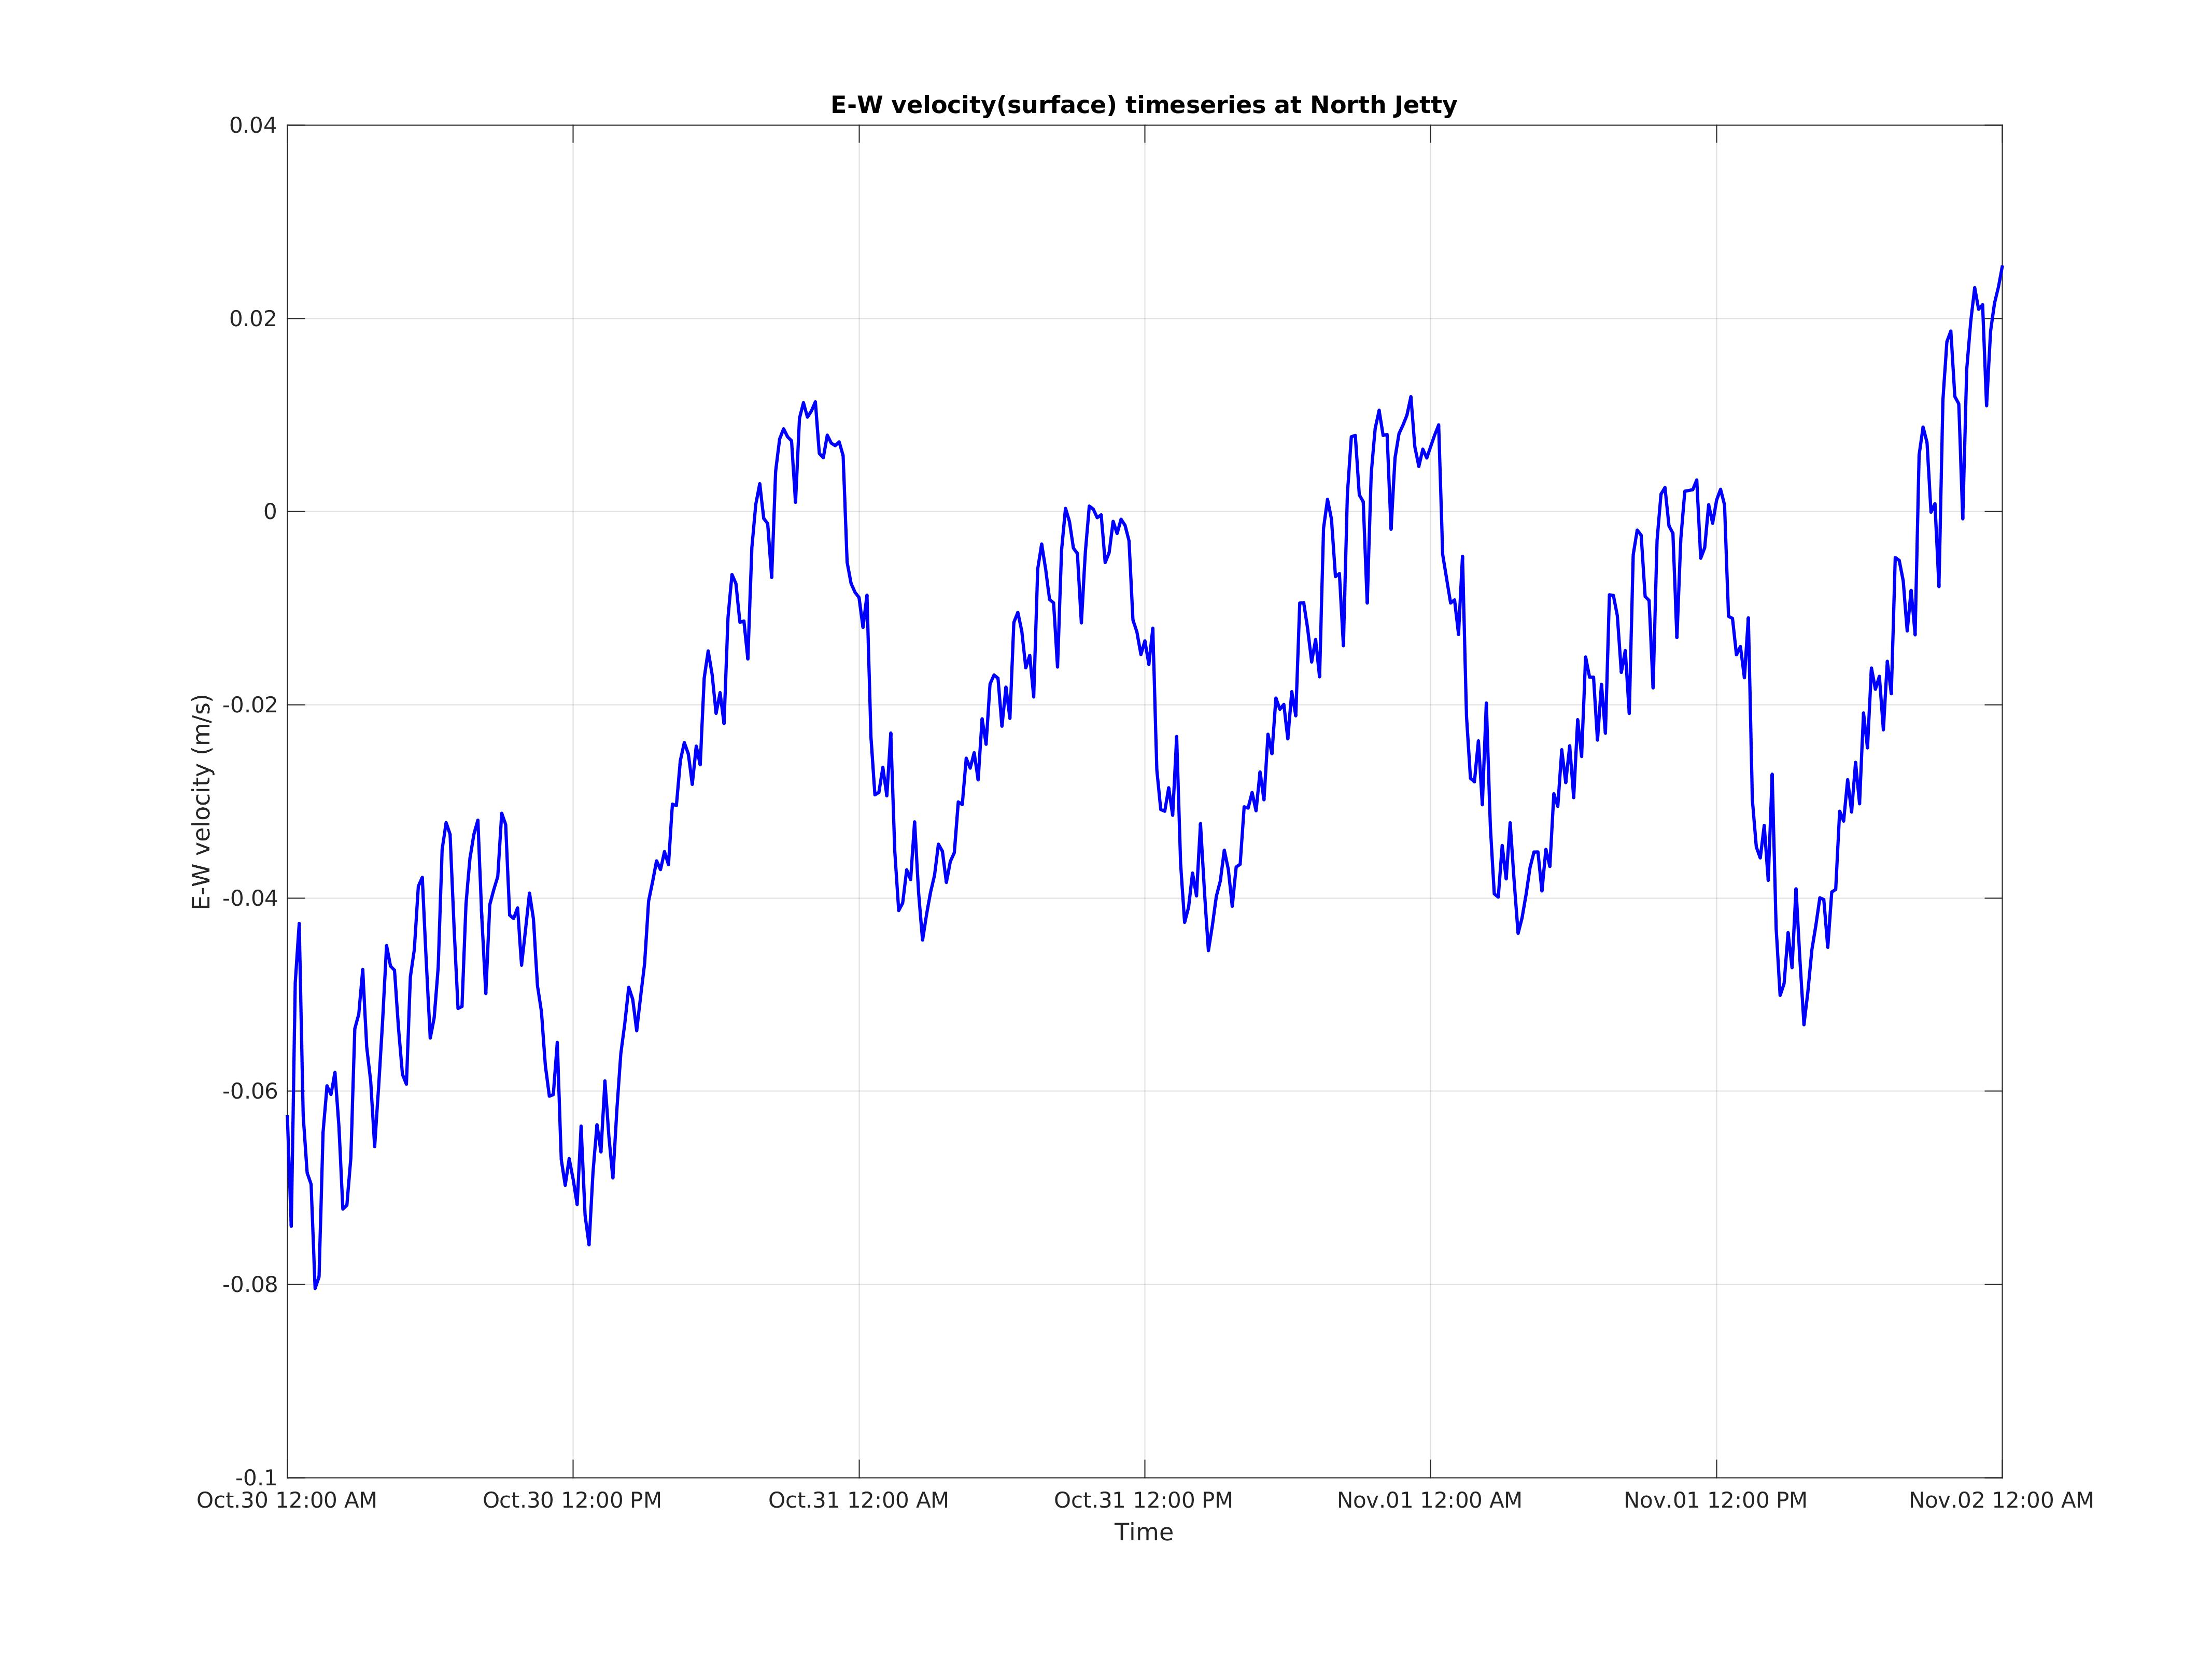 E-W velocity(surface) timeseries at North Jetty
0.04
0.02
0
-0.02
-0.04
-0.06
-0.08
-0.1
E-W velocity (m/s)
Oct.30 12:00 AM Oct.30 12:00 PM Oct.31 12:00 AM Oct.31 12:00 PM Nov.01 12:00 AM Nov.01 12:00 PM Nov.02 12:00 AM
Time